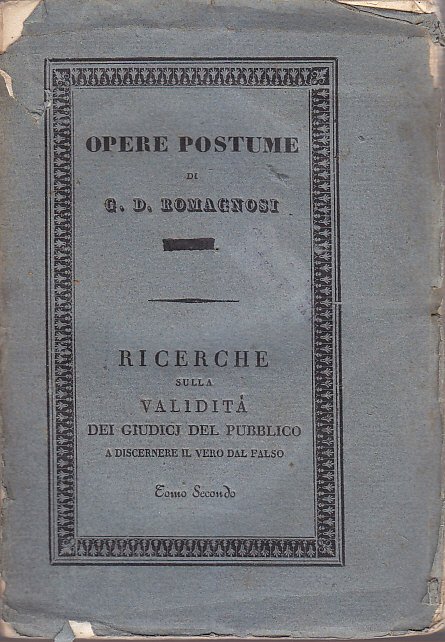 OPERE POSTUME
DI
G. D. ROMAGNOSI
RICERCHE
SULLA
VALIDITÀ
DEI GIUDICJ DEL PUBBLICO
A DISCERNERE IL VERO DAL FALSO
Tomo Secondo